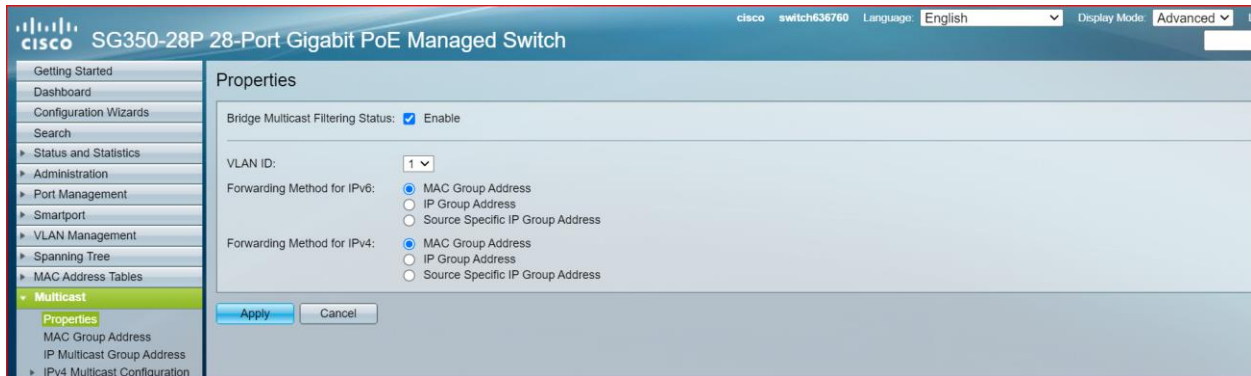 cisco switch636760 Language: English Display Mode: Advanced
CISCO SG350-28P 28-Port Gigabit PoE Managed Switch
Getting Started
Dashboard
Configuration Wizards
Search
Status and Statistics
Administration
Port Management
Smartport
VLAN Management
Spanning Tree
MAC Address Tables
Multicast
Properties
MAC Group Address
IP Multicast Group Address
IPv4 Multicast Configuration
Properties
Bridge Multicast Filtering Status: Enable
VLAN ID: 1
Forwarding Method for IPv6: MAC Group Address
IP Group Address
Source Specific IP Group Address
Forwarding Method for IPv4: MAC Group Address
IP Group Address
Source Specific IP Group Address
Apply Cancel